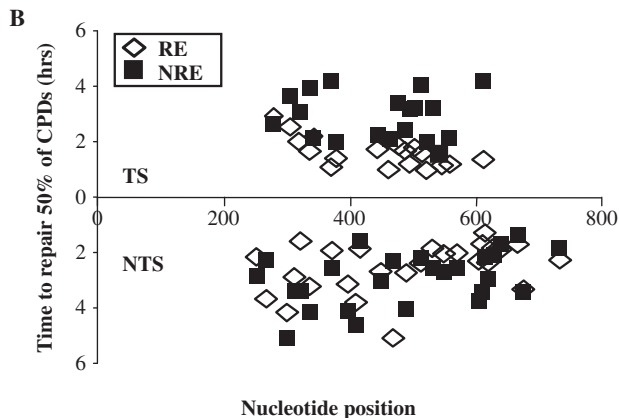 B
Time to repair 50% of CPDs (hrs)
6
4
2
0
2
4
6
RE
NRE
TS
NTS
0
200
400
600
800
Nucleotide position